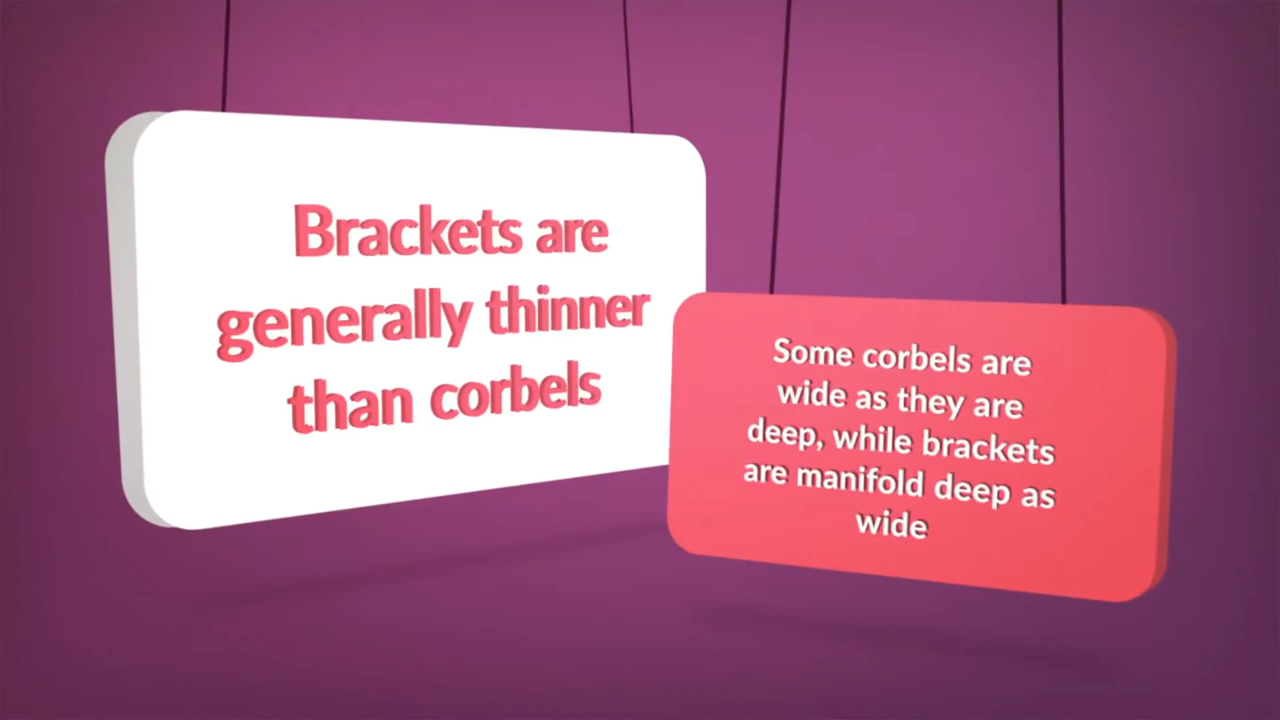 Brackets are
generally thinner
than corbels
Some corbels are
wide as they are
deep, while brackets
are manifold deep as
wide